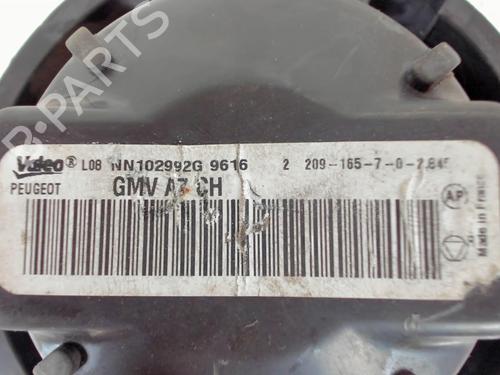 B-PARTS
Valeo® L08 NN102992G 9616 2 209-165-7-0-2.845
PEUGEOT GMV A7 CH
AP
Made in France